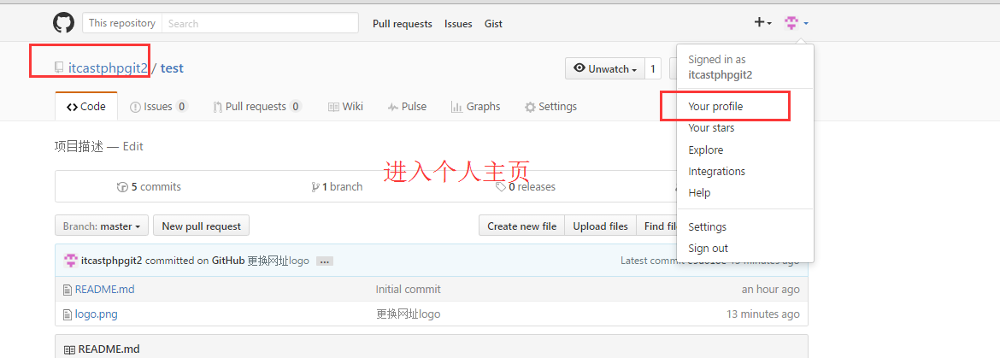 This repository Search Pull requests Issues Gist
itcastphpgit2 / test Unwatch 1
Signed in as
itcastphpgit2
Code Issues 0 Pull requests 0 Wiki Pulse Graphs Settings
Your profile
Your stars
Explore
Integrations
Help
Settings
Sign out
项目描述 — Edit
进入个人主页
5 commits 1 branch 0 releases
Branch: master New pull request Create new file Upload files Find
itcastphpgit2 committed on GitHub 更换网址logo ... Latest commit minutes ago
README.md Initial commit an hour ago
logo.png 更换网址logo 13 minutes ago
README.md